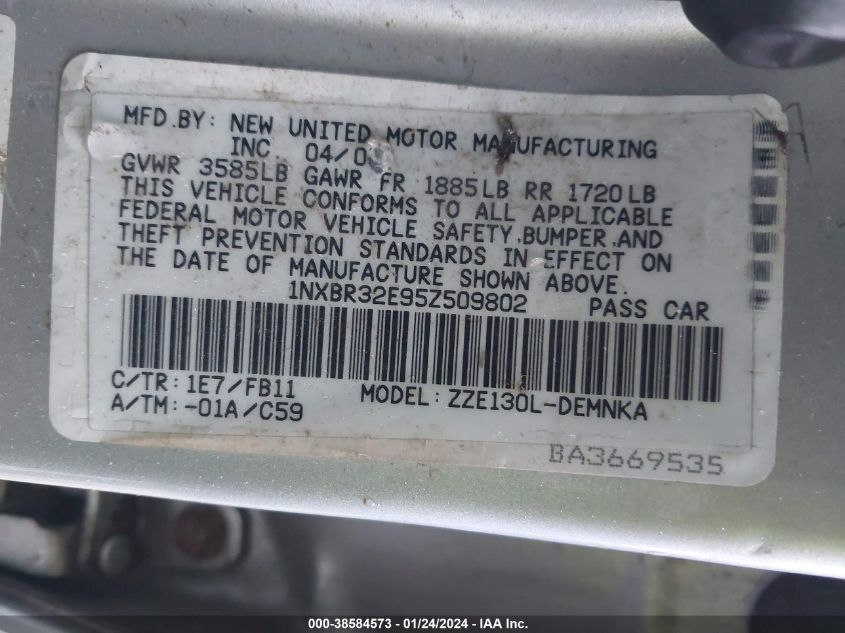 MFD.BY: NEW UNITED MOTOR MANUFACTURING
INC. 04/0
GVWR 3585LB GAWR FR 1885LB RR 1720LB
THIS VEHICLE CONFORMS TO ALL APPLICABLE
FEDERAL MOTOR VEHICLE SAFETY,BUMPER,AND
THEFT PREVENTION STANDARDS IN EFFECT ON
THE DATE OF MANUFACTURE SHOWN ABOVE.
1NXBR32E95Z509802 PASS CAR
C/TR: 1E7/FB11 MODEL: ZZE130L-DEMNKA
A/TM:-01A/C59
BA3669535
000-38584573 - 01/24/2024 - IAA Inc.